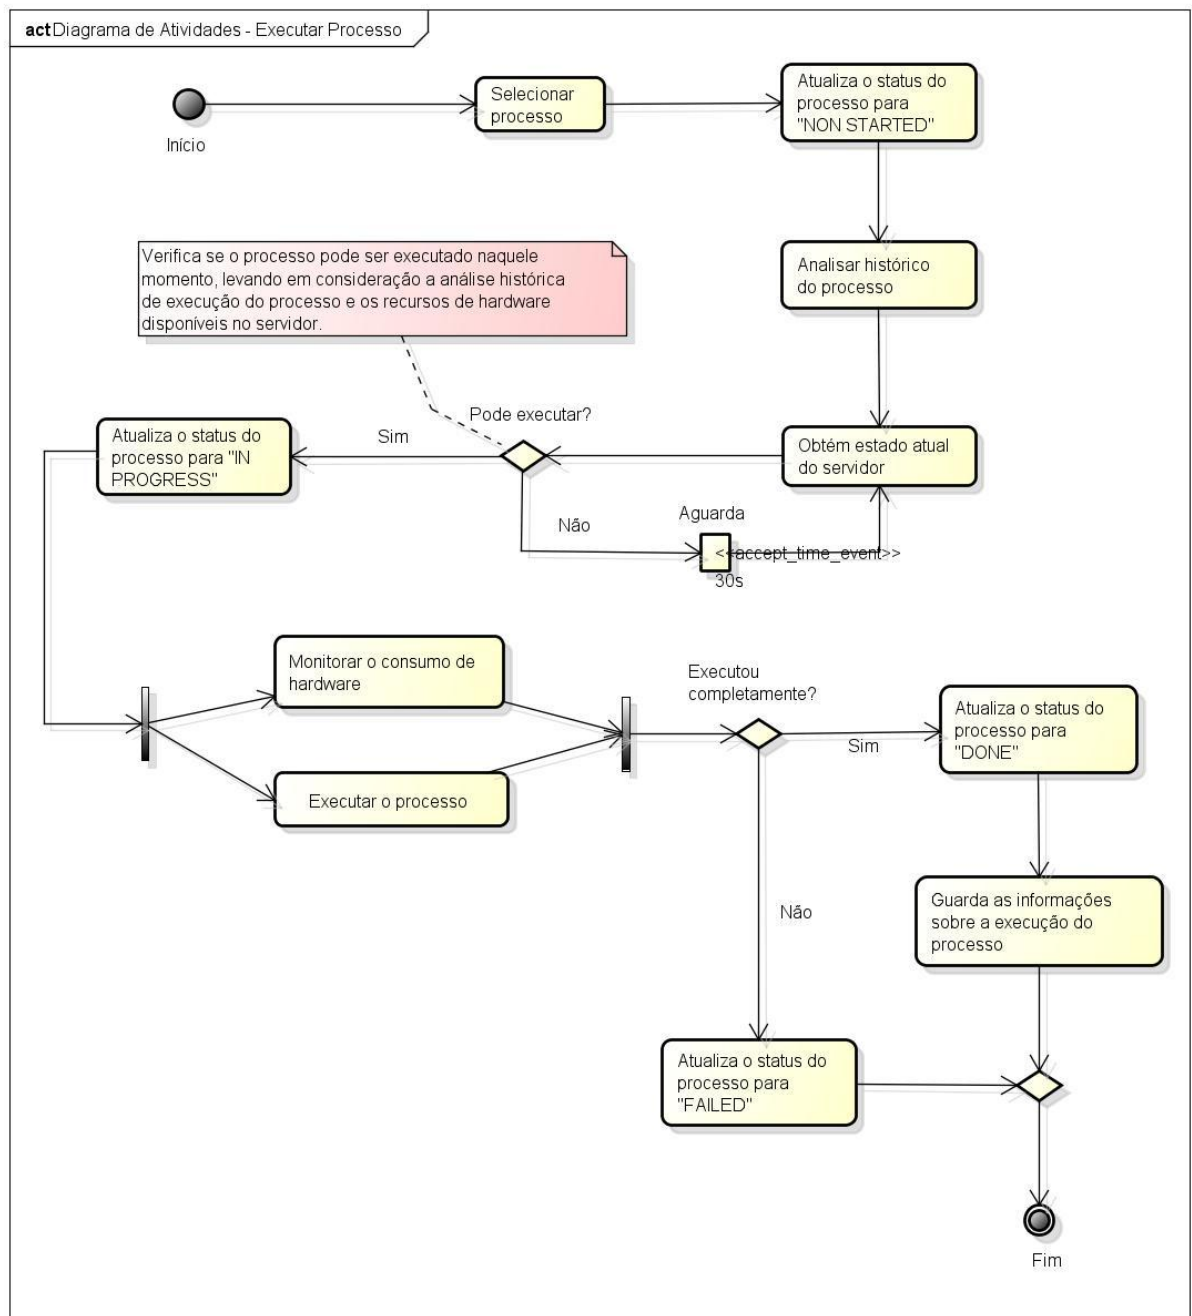 act Diagrama de Atividades - Executar Processo
Início
Selecionar
processo
Atualiza o status do
processo para
"NON STARTED"
Analisar histórico
do processo
Verifica se o processo pode ser executado naquele
momento, levando em consideração a análise histórica
de execução do processo e os recursos de hardware
disponíveis no servidor.
Obtém estado atual
do servidor
Pode executar?
Sim
Atualiza o status do
processo para "IN
PROGRESS"
Não
Aguarda
<<accept_time_event>>
30s
Monitorar o consumo de
hardware
Executar o processo
Executou
completamente?
Sim
Atualiza o status do
processo para
"DONE"
Não
Guarda as informações
sobre a execução do
processo
Atualiza o status do
processo para
"FAILED"
Fim